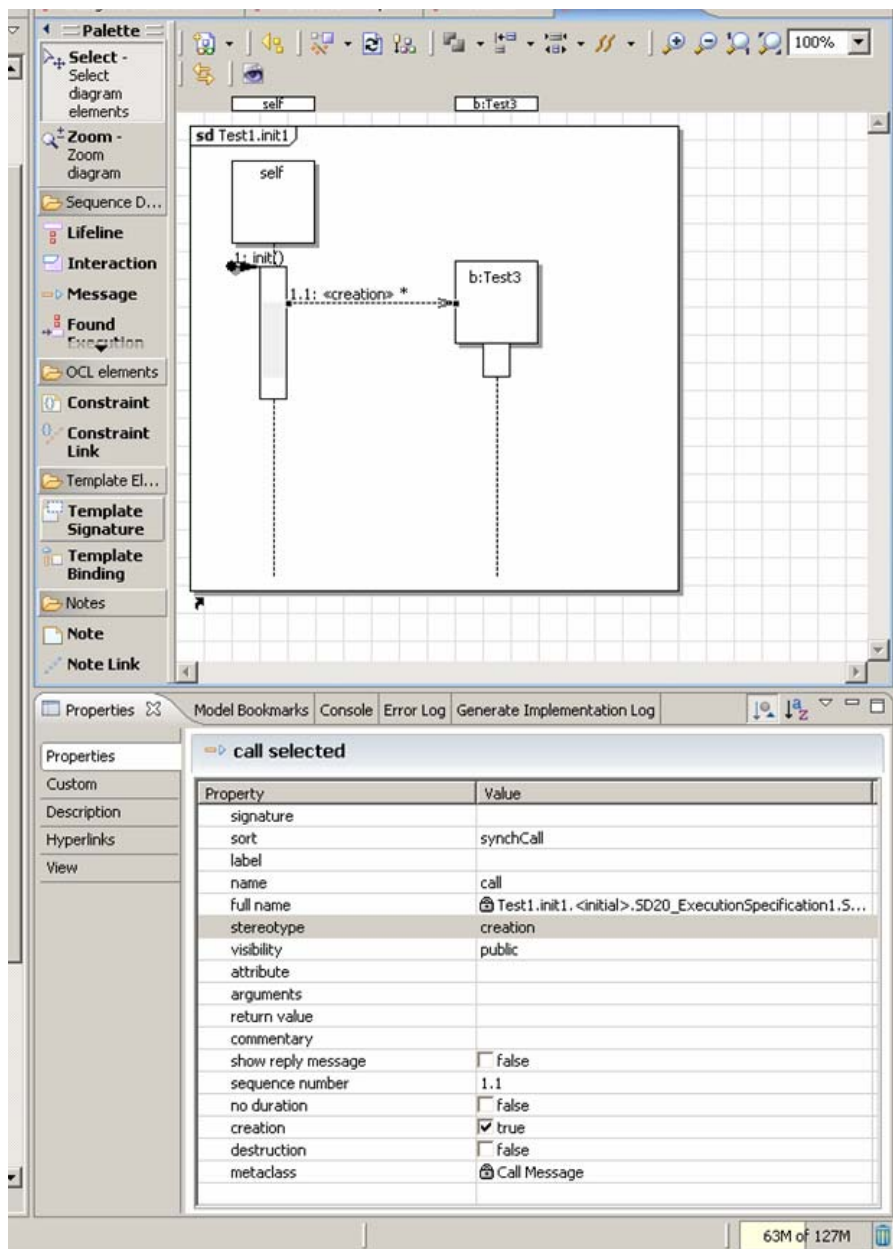 Palette
Select -
Select
diagram
elements
Zoom -
Zoom
diagram
Sequence D...
Lifeline
Interaction
Message
Found
Execution
OCL elements
Constraint
Constraint
Link
Template El...
Template
Signature
Template
Binding
Notes
Note
Note Link
100%
self
b:Test3
sd Test1.init1
self
1: init()
1.1: «creation» *
b:Test3
Properties
Model Bookmarks
Console
Error Log
Generate Implementation Log
Properties
Custom
Description
Hyperlinks
View
call selected
Property Value
signature
sort synchCall
label
name call
full name Test1.init1.<initial>.SD20_ExecutionSpecification1.S...
stereotype creation
visibility public
attribute
arguments
return value
commentary
show reply message false
sequence number 1.1
no duration false
creation true
destruction false
metaclass Call Message
63M of 127M